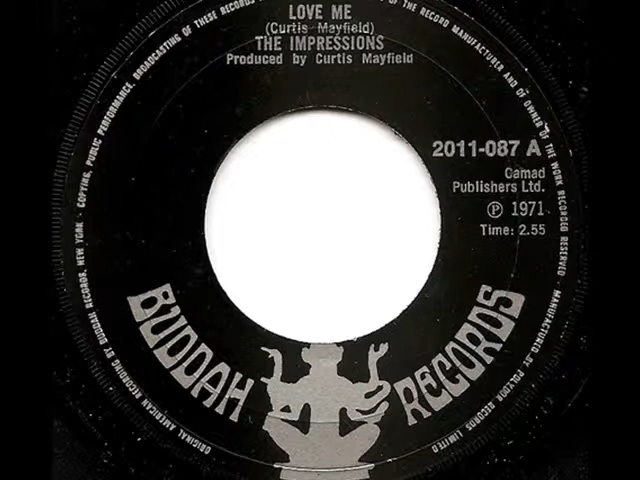 LOVE ME
(Curtis Mayfield)
THE IMPRESSIONS
Produced by Curtis Mayfield
2011-087 A
Camad
Publishers Ltd.
Ⓟ 1971
Time: 2.55
BUDDAH RECORDS
COPYING, PUBLIC PERFORMANCE, BROADCASTING OF THESE RECORDS
OF THE RECORD MANUFACTURER AND OF OWNER OF THE WORK RECORDED RESERVED · MANUFACTURED BY POLYDOR RECORDS LIMITED
ORIGINAL AMERICAN RECORDING BY BUDDAH RECORDS, NEW YORK ·